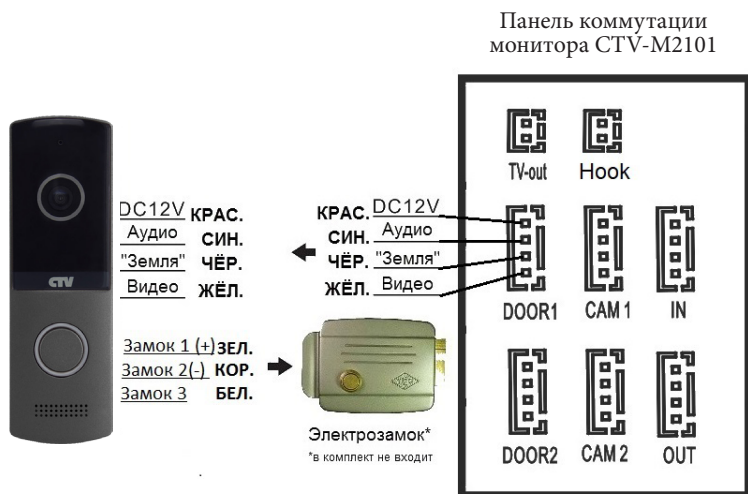 Панель коммутации
монитора CTV-M2101
TV-out
Hook
DC12V КРАС.
Аудио СИН.
"Земля" ЧЁР.
Видео ЖЁЛ.
КРАС. DC12V
СИН. Аудио
ЧЁР. "Земля"
ЖЁЛ. Видео
DOOR1
CAM 1
IN
CTV
Замок 1 (+) ЗЕЛ.
Замок 2(-) КОР.
Замок 3 БЕЛ.
Электрозамок*
*в комплект не входит
DOOR2
CAM 2
OUT